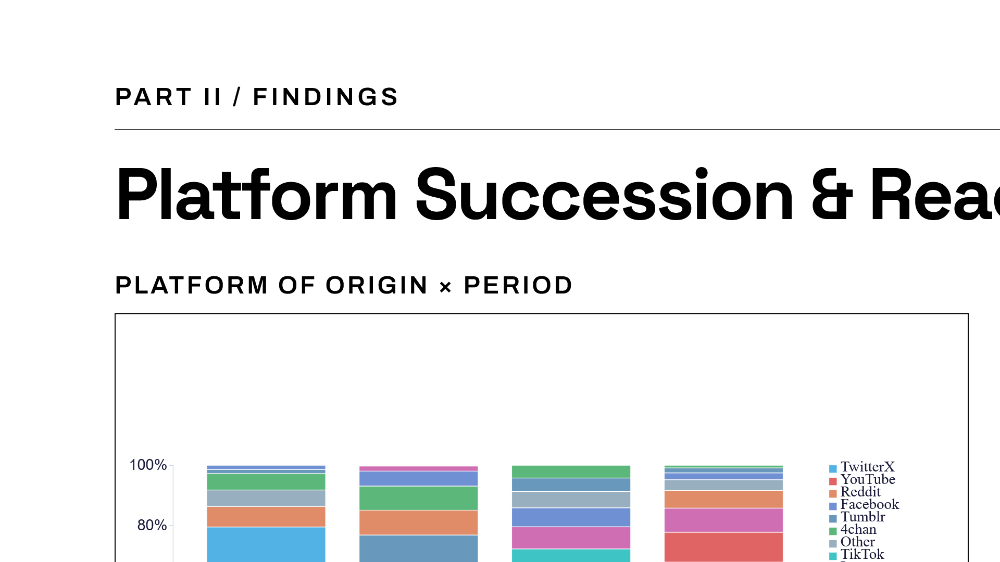 PART II / FINDINGS
Platform Succession &
PLATFORM OF ORIGIN × PERIOD
100%
80%
TwitterX
YouTube
Reddit
Facebook
Tumblr
4chan
Other
TikTok